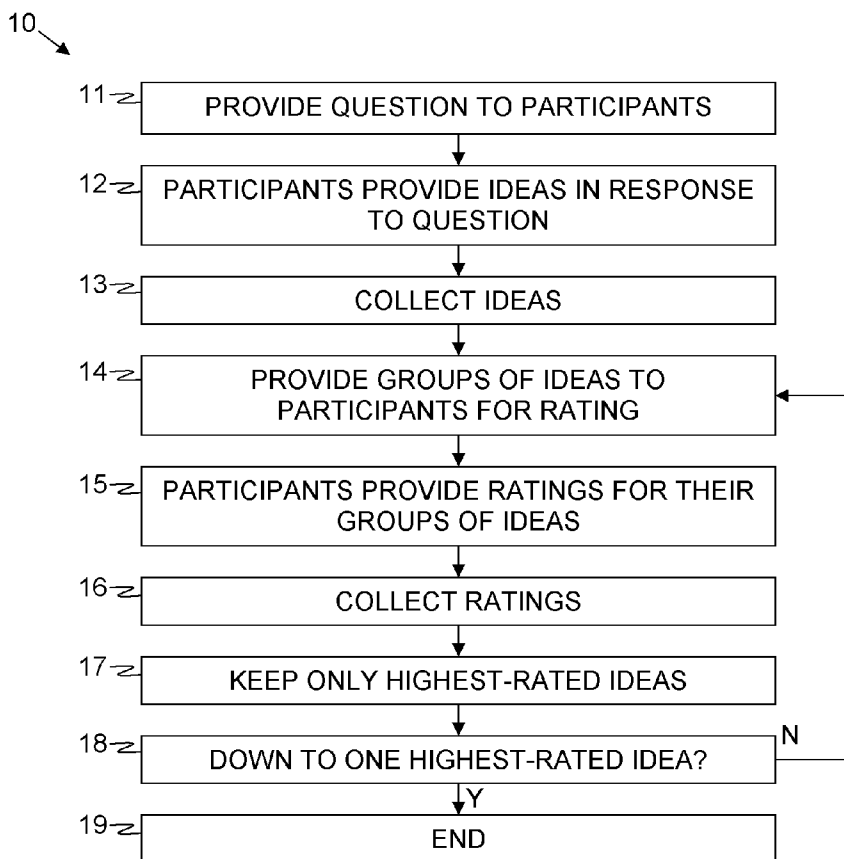 10
11
PROVIDE QUESTION TO PARTICIPANTS
12
PARTICIPANTS PROVIDE IDEAS IN RESPONSE
TO QUESTION
13
COLLECT IDEAS
14
PROVIDE GROUPS OF IDEAS TO
PARTICIPANTS FOR RATING
15
PARTICIPANTS PROVIDE RATINGS FOR THEIR
GROUPS OF IDEAS
16
COLLECT RATINGS
17
KEEP ONLY HIGHEST-RATED IDEAS
18
DOWN TO ONE HIGHEST-RATED IDEA?
N
Y
19
END